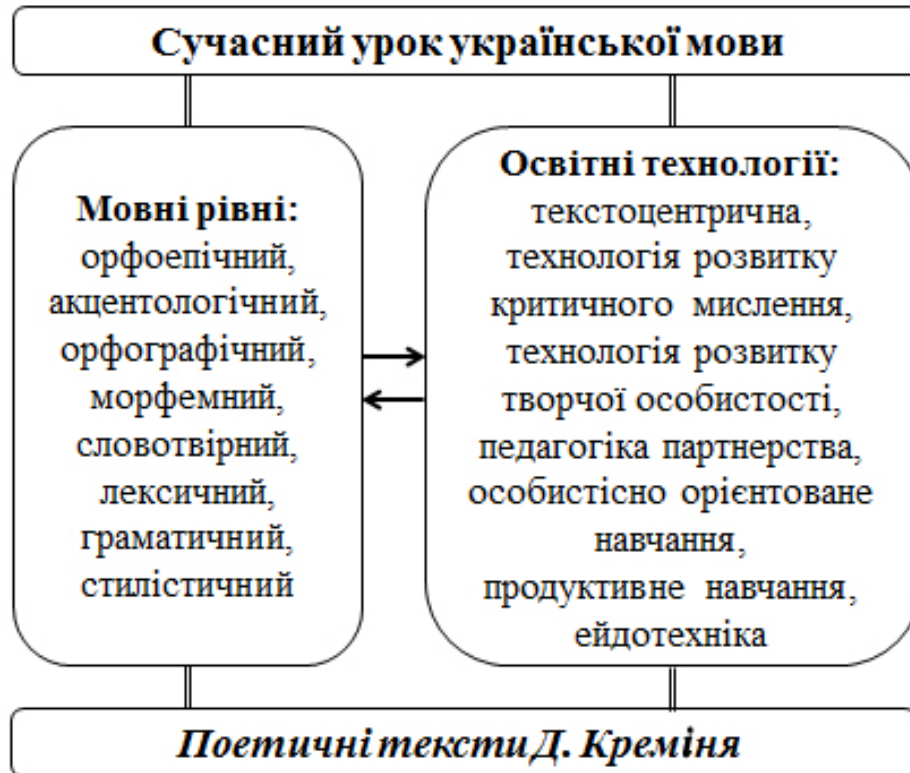 Сучасний урок української мови
Мовні рівні:
орфоепічний,
акцентологічний,
орфографічний,
морфемний,
словотвірний,
лексичний,
граматичний,
стилістичний
Освітні технології:
текстоцентрична,
технологія розвитку
критичного мислення,
технологія розвитку
творчої особистості,
педагогіка партнерства,
особистісно орієнтоване
навчання,
продуктивне навчання,
ейдотехніка
Поетичні тексти Д. Креміня